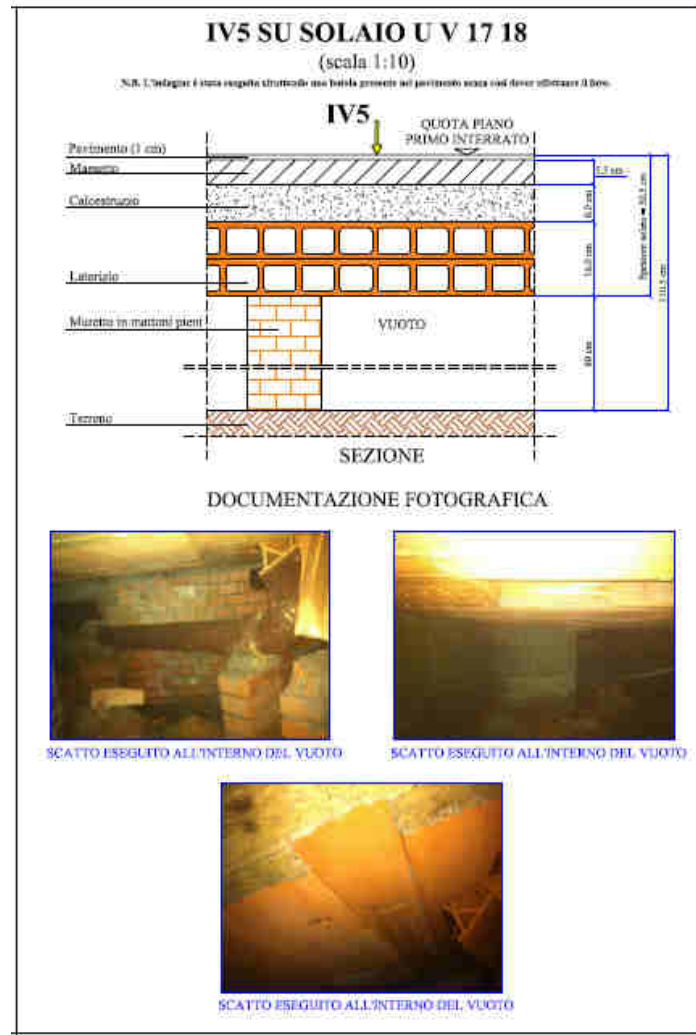 IV5 SU SOLAIO U V 17 18
(scala 1:10)
N.B. L'indagine è stata eseguita sfruttando una botola presente nel pavimento senza così dover effettuare il foro.
IV5
QUOTA PIANO
PRIMO INTERRATO
Pavimento (1 cm)
Massetto
Calcestruzzo
Laterizio
Muretto in mattoni pieni
VUOTO
Terreno
80 cm
SEZIONE
DOCUMENTAZIONE FOTOGRAFICA
SCATTO ESEGUITO ALL'INTERNO DEL VUOTO
SCATTO ESEGUITO ALL'INTERNO DEL VUOTO
SCATTO ESEGUITO ALL'INTERNO DEL VUOTO